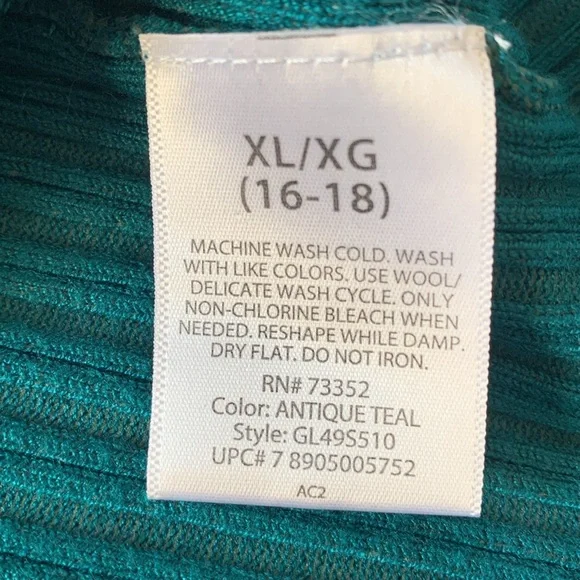 XL/XG
(16-18)
MACHINE WASH COLD. WASH
WITH LIKE COLORS. USE WOOL/
DELICATE WASH CYCLE. ONLY
NON-CHLORINE BLEACH WHEN
NEEDED. RESHAPE WHILE DAMP.
DRY FLAT. DO NOT IRON.
RN# 73352
Color: ANTIQUE TEAL
Style: GL49S510
UPC# 7 8905005752
AC2